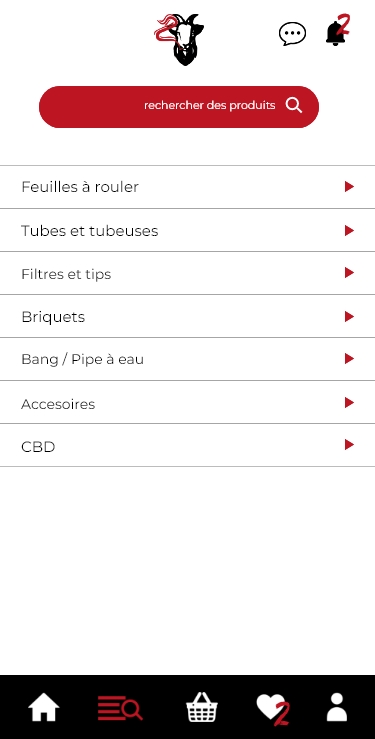 2
rechercher des produits
Feuilles à rouler
Tubes et tubeuses
Filtres et tips
Briquets
Bang / Pipe à eau
Accesoires
CBD
2